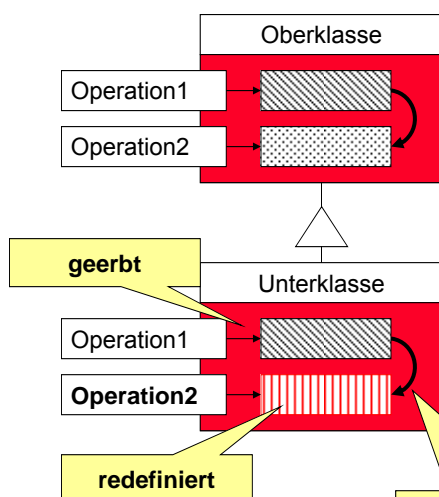 Oberklasse
Operation1
Operation2
geerbt
Unterklasse
Operation1
Operation2
redefiniert